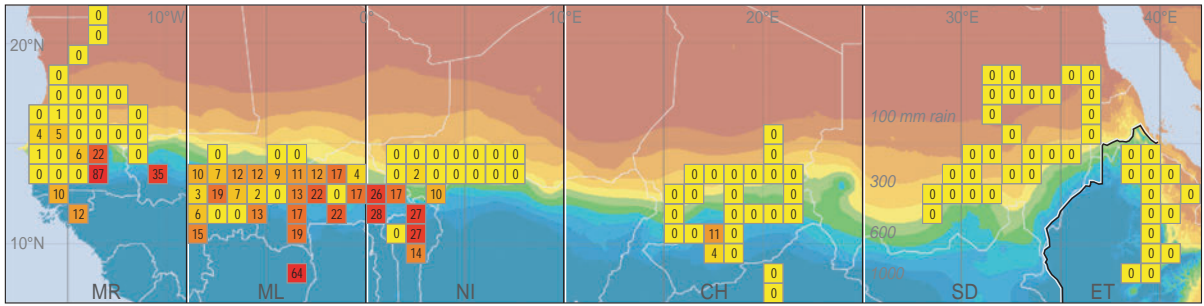 0 10°W 0° 10°E 20°E 30°E 40°E
0
20°N
0
0 0 0 0 0
0 0 0 0 0 0 0 0 0
0 1 0 0 0 0 100 mm rain 0 0
4 5 0 0 0 0 0 0 0
1 0 6 22 0 0 0 0 0 0 0 0 0 0 0 0 0 0 0 0 0 0 0
0 0 0 87 35 10 7 12 12 9 11 12 17 4 0 2 0 0 0 0 0 0 0 0 0 0 0 300 0 0 0 0
10 3 19 7 2 0 13 22 0 17 26 17 10 0 0 0 0 0 0 0 0 0 0 0
12 6 0 0 13 17 22 28 27 0 0 0 0 0 0 0 0
15 19 0 27 0 0 11 0 600 0
10°N 14 4 0 0 0
64 0 1000 0 0
MR ML NI CH 0 SD ET